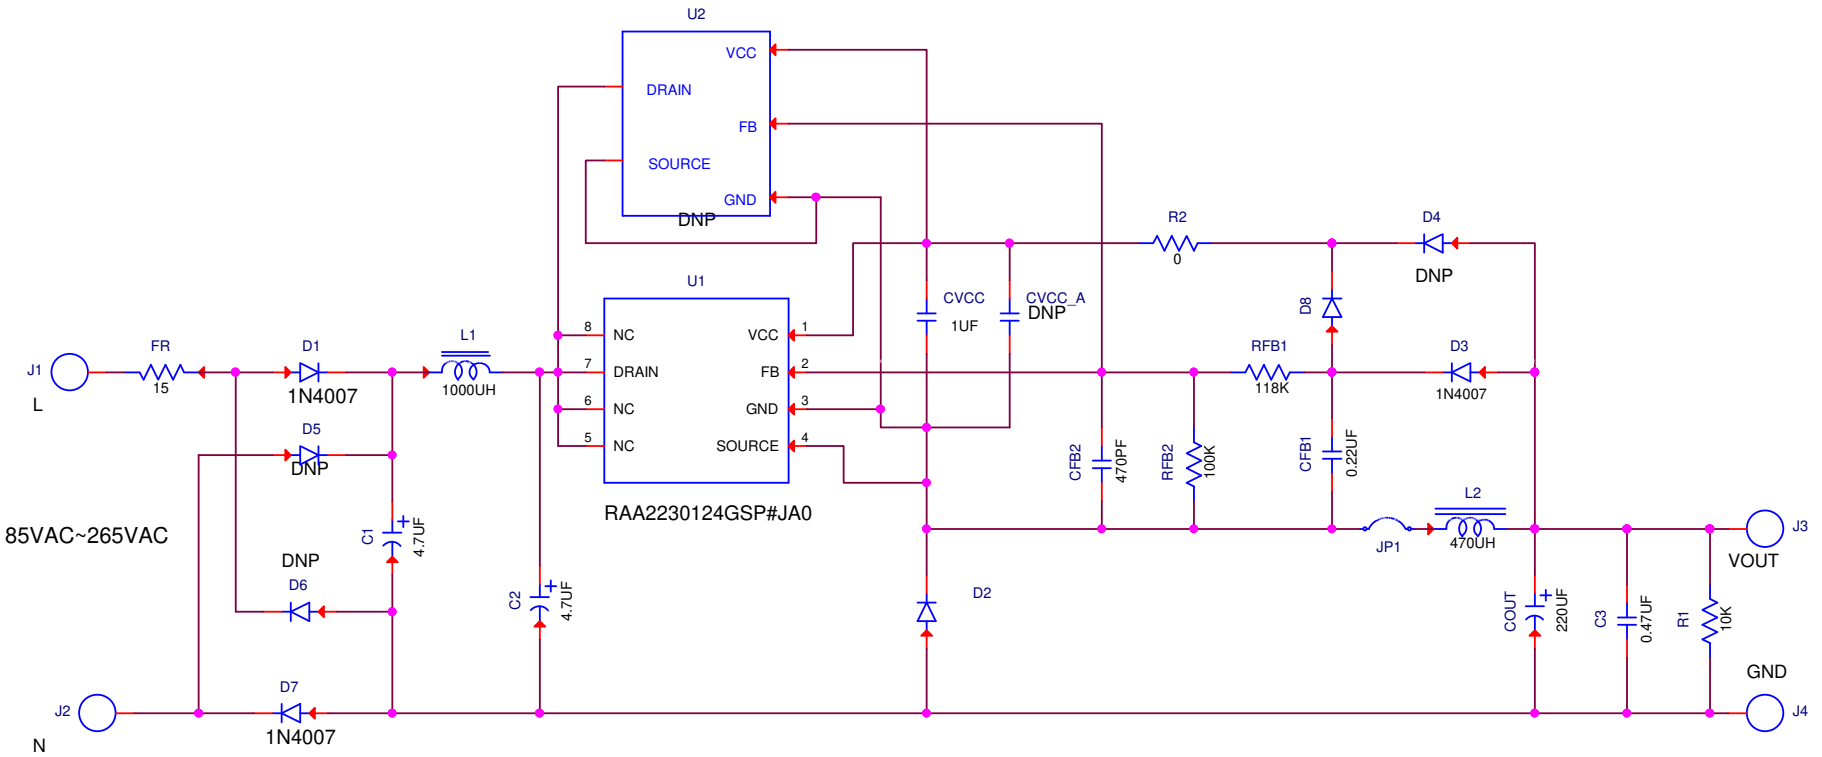 U2
VCC
DRAIN
FB
SOURCE
GND
DNP
R2
0
D4
DNP
U1
8 NC
VCC 1
7 DRAIN
FB 2
6 NC
GND 3
5 NC
SOURCE 4
RAA2230124GSP#JA0
CVCC
1UF
CVCC_A
DNP
D8
RFB1
118K
D3
1N4007
J1
L
FR
15
D1
1N4007
L1
1000UH
D5
DNP
C1
4.7UF
85VAC~265VAC
DNP
D6
C2
4.7UF
CFB2
470PF
RFB2
100K
CFB1
0.22UF
JP1
L2
470UH
J3
VOUT
D2
COUT
220UF
C3
0.47UF
R1
10K
GND
J4
J2
N
D7
1N4007